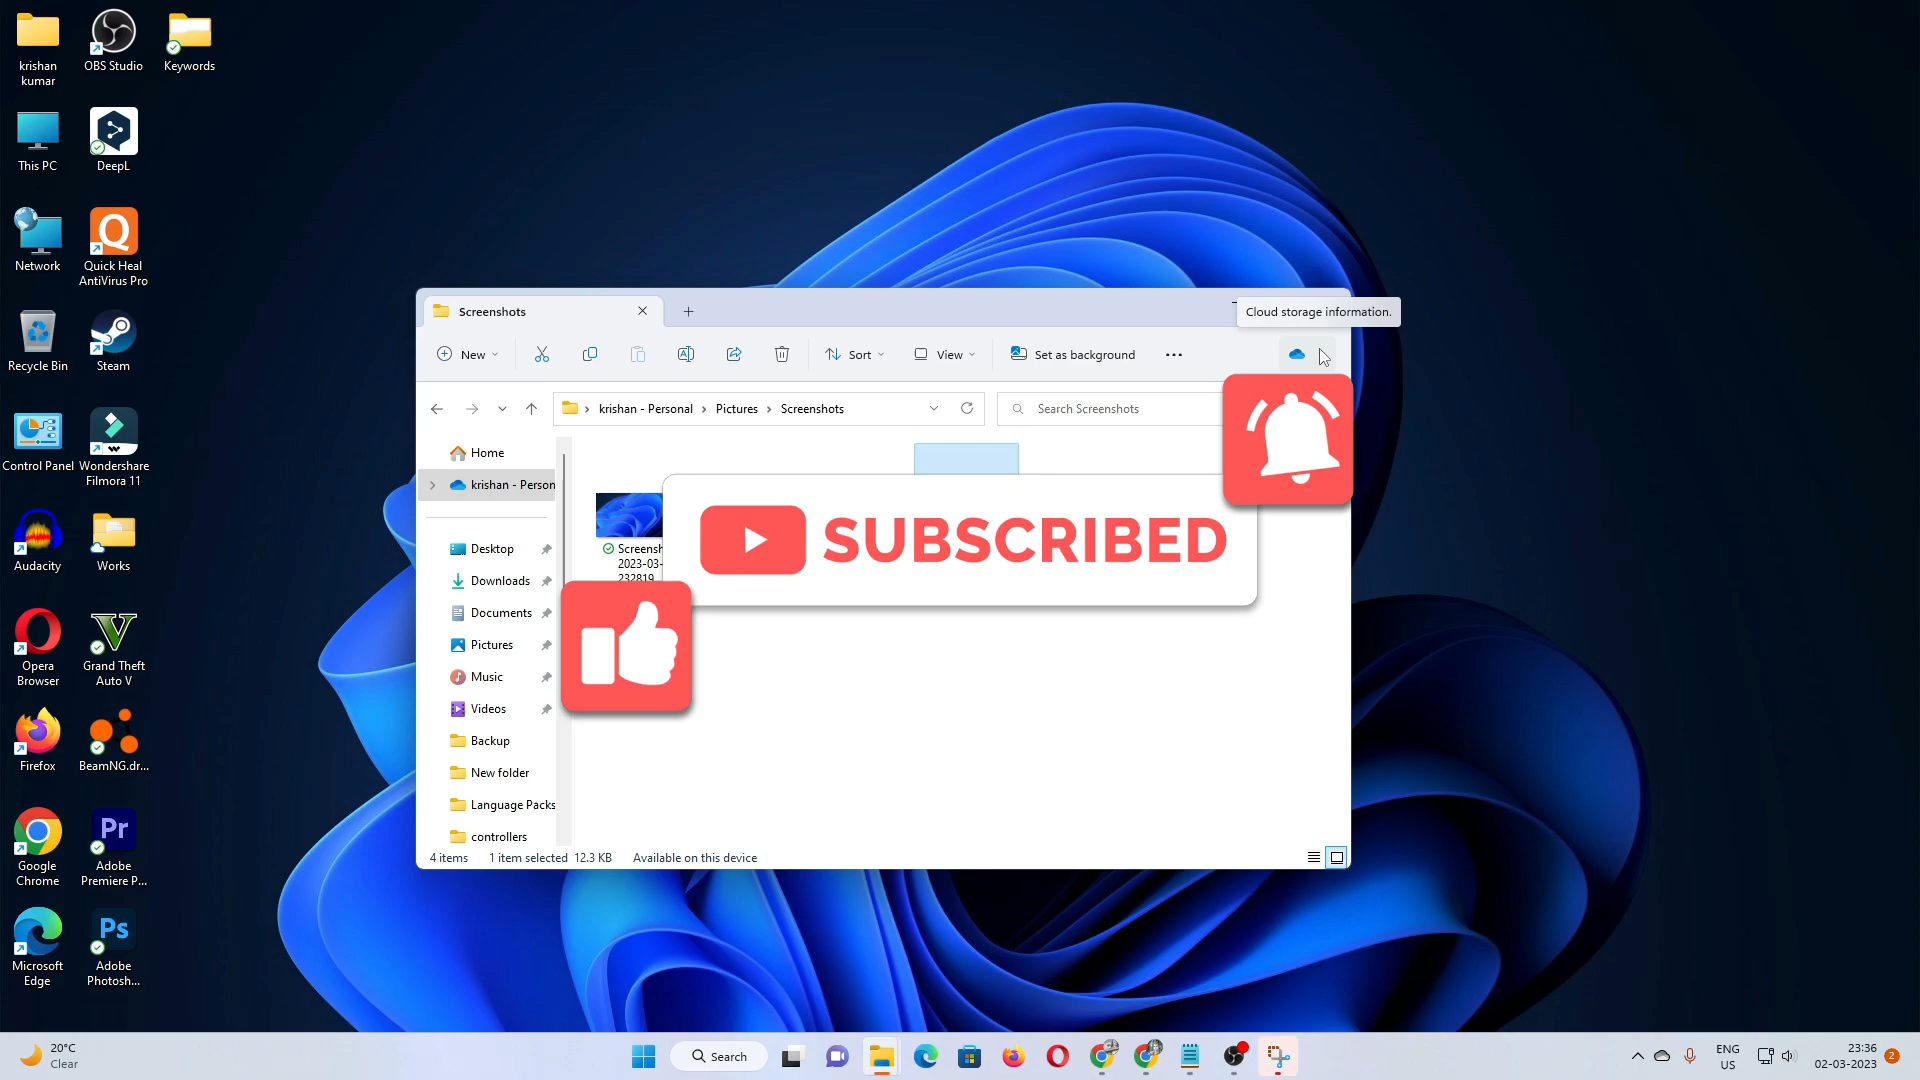 krishan
kumar
OBS Studio
Keywords
This PC
DeepL
Network
Quick Heal
AntiVirus Pro
Recycle Bin
Steam
Control Panel
Wondershare
Filmora 11
Audacity
Works
Opera
Browser
Grand Theft
Auto V
Firefox
BeamNG.dr...
Google
Chrome
Pr
Adobe
Premiere P...
Microsoft
Edge
Ps
Adobe
Photosh...
Screenshots
Cloud storage information.
New
Sort
View
Set as background
krishan - Personal
Pictures
Screenshots
Search Screenshots
Home
krishan - Person
Desktop
Downloads
Documents
Pictures
Music
Videos
Backup
New folder
Language Packs
controllers
Screensh
2023-03-
232819
SUBSCRIBED
4 items
1 item selected 12.3 KB
Available on this device
20°C
Clear
Search
ENG
US
23:36
02-03-2023
2